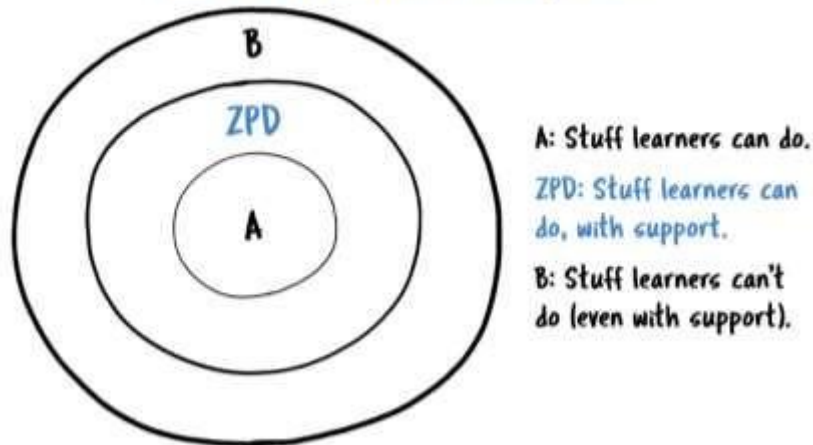 B
ZPD
A
A: Stuff learners can do.
ZPD: Stuff learners can
do, with support.
B: Stuff learners can't
do (even with support).